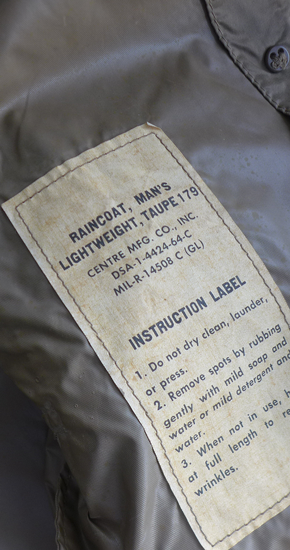 RAINCOAT, MAN'S
LIGHTWEIGHT, TAUPE 179
CENTRE MFG. CO., INC.
DSA-1-4424-64-C
MIL-R-14508 C (GL)
INSTRUCTION LABEL
1. Do not dry clean, launder,
or press.
2. Remove spots by rubbing
gently with mild soap and
water or mild detergent and
water.
3. When not in use, h
at full length to re
wrinkles.